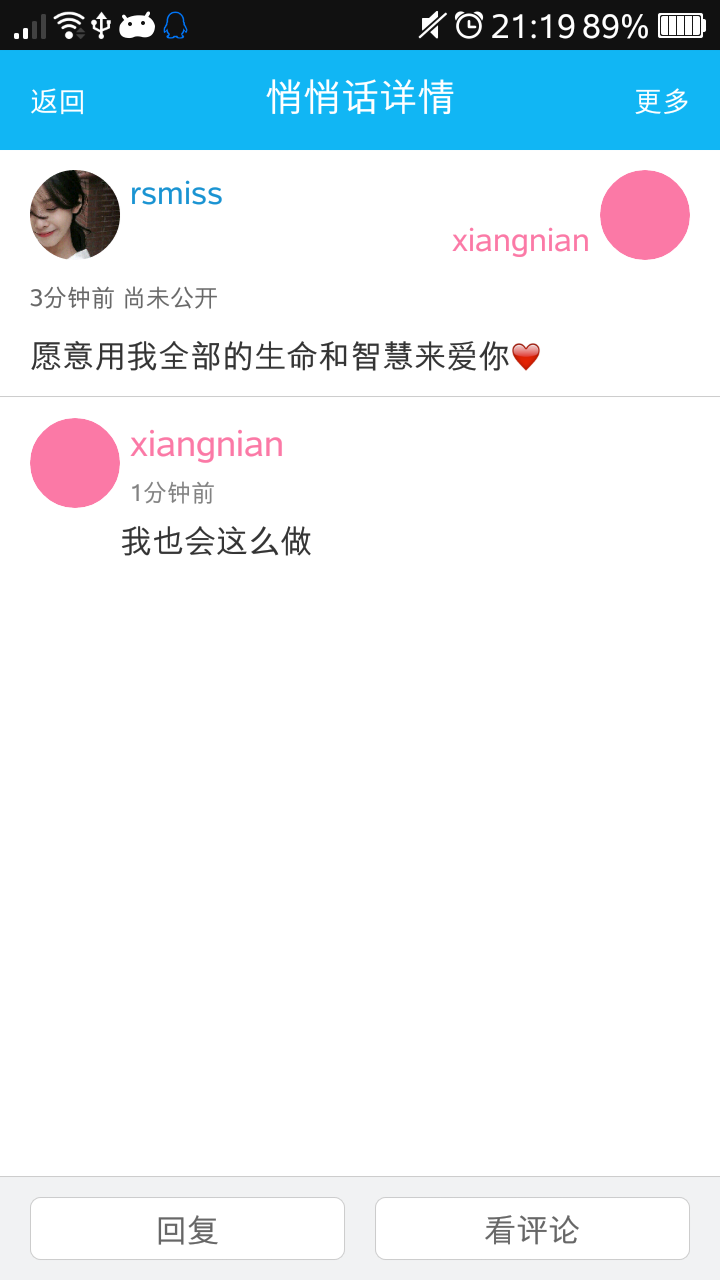 21:19 89%
返回 悄悄话详情 更多
rsmiss
xiangnian
3分钟前 尚未公开
愿意用我全部的生命和智慧来爱你❤️
xiangnian
1分钟前
我也会这么做
回复 看评论